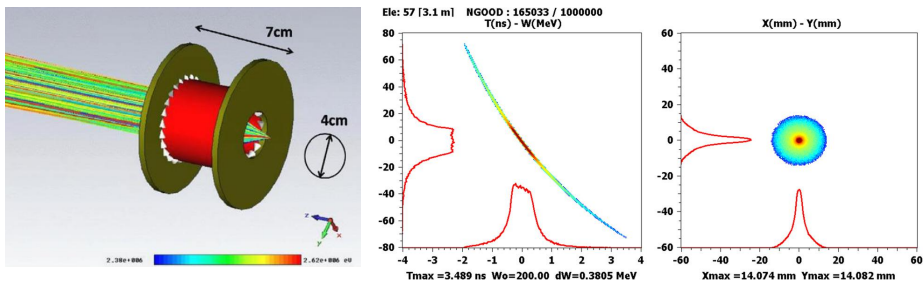 7cm
4cm
z
y
x
2.38e+006
2.62e+006 eV
Ele: 57 [3.1 m] NGOOD : 165033 / 1000000
T(ns) - W(MeV)
80
60
40
20
0
-20
-40
-60
-80
-4 -3 -2 -1 0 1 2 3 4
Tmax =3.489 ns Wo=200.00 dW=0.3805 MeV
X(mm) - Y(mm)
60
40
20
0
-20
-40
-60
-60 -40 -20 0 20 40 60
Xmax=14.074 mm Ymax=14.082 mm